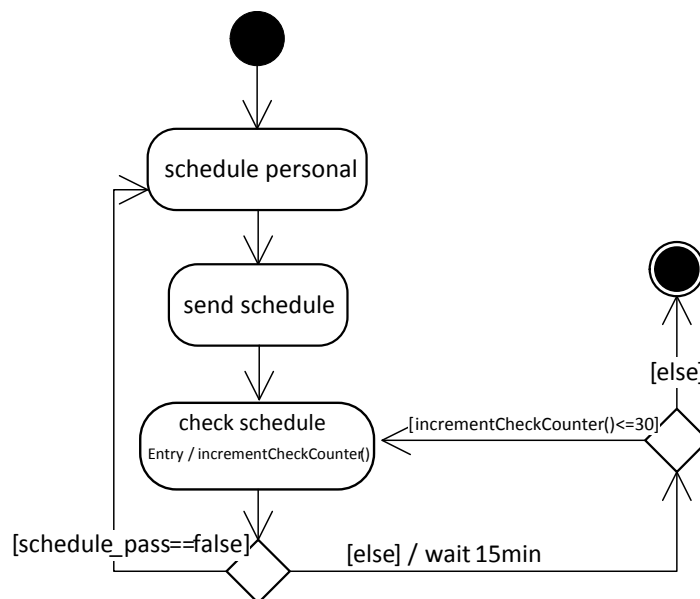 schedule personal
send schedule
[else]
check schedule
Entry / incrementCheckCounter()
[incrementCheckCounter()<=30]
[schedule_pass==false]
[else] / wait 15min